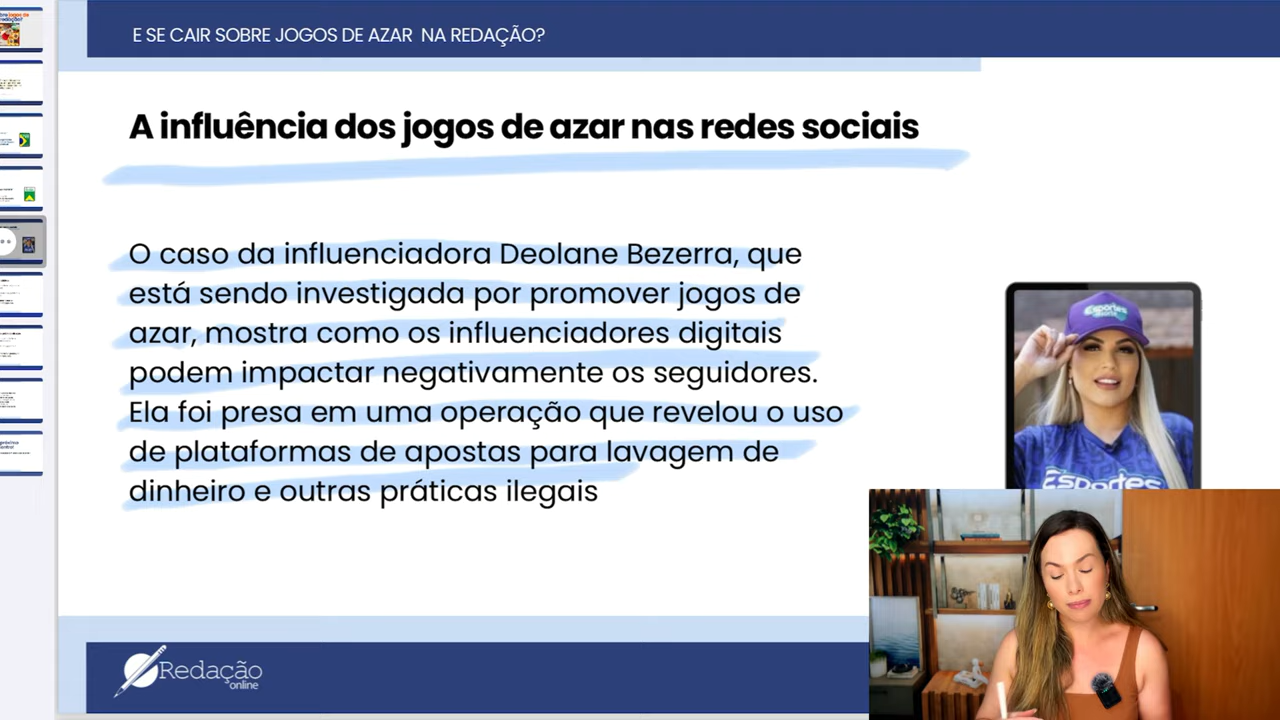 E SE CAIR SOBRE JOGOS DE AZAR NA REDAÇÃO?
A influência dos jogos de azar nas redes sociais
O caso da influenciadora Deolane Bezerra, que
está sendo investigada por promover jogos de
azar, mostra como os influenciadores digitais
podem impactar negativamente os seguidores.
Ela foi presa em uma operação que revelou o uso
de plataformas de apostas para lavagem de
dinheiro e outras práticas ilegais
Esportes
Esportes
Redação
online